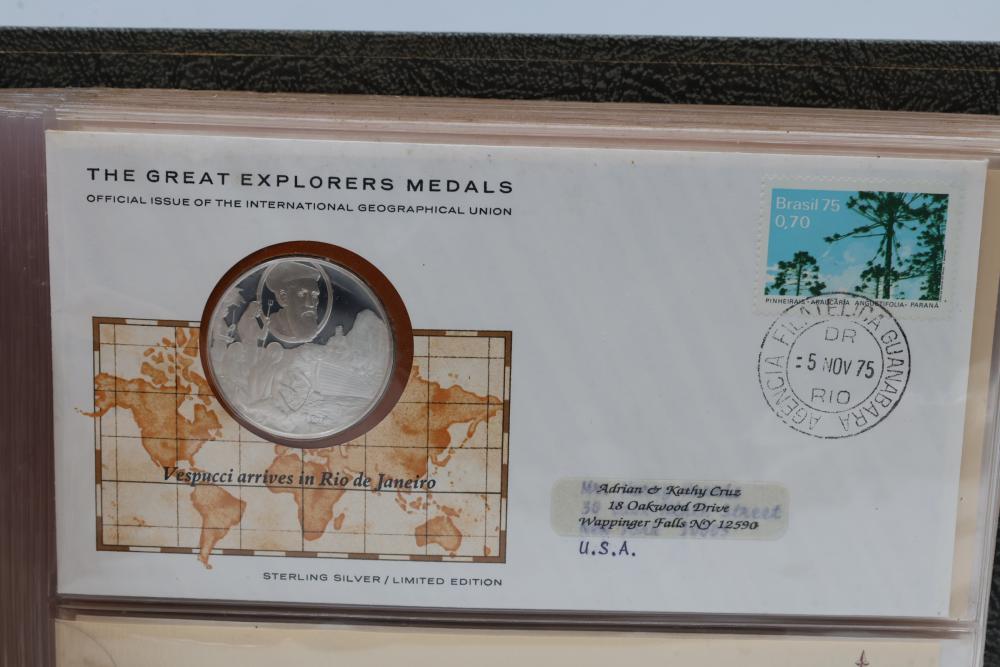 THE GREAT EXPLORERS MEDALS
OFFICIAL ISSUE OF THE INTERNATIONAL GEOGRAPHICAL UNION
Brasil 75
0,70
PINHEIRAIS - ARAUCÁRIA ANGUSTIFOLIA - PARANÁ
AGÊNCIA FILATÉLICA GUANABARA
DR
5 NOV 75
RIO
Vespucci arrives in Rio de Janeiro
Adrian & Kathy Cruz
18 Oakwood Drive
Wappinger Falls NY 12590
U.S.A.
STERLING SILVER / LIMITED EDITION